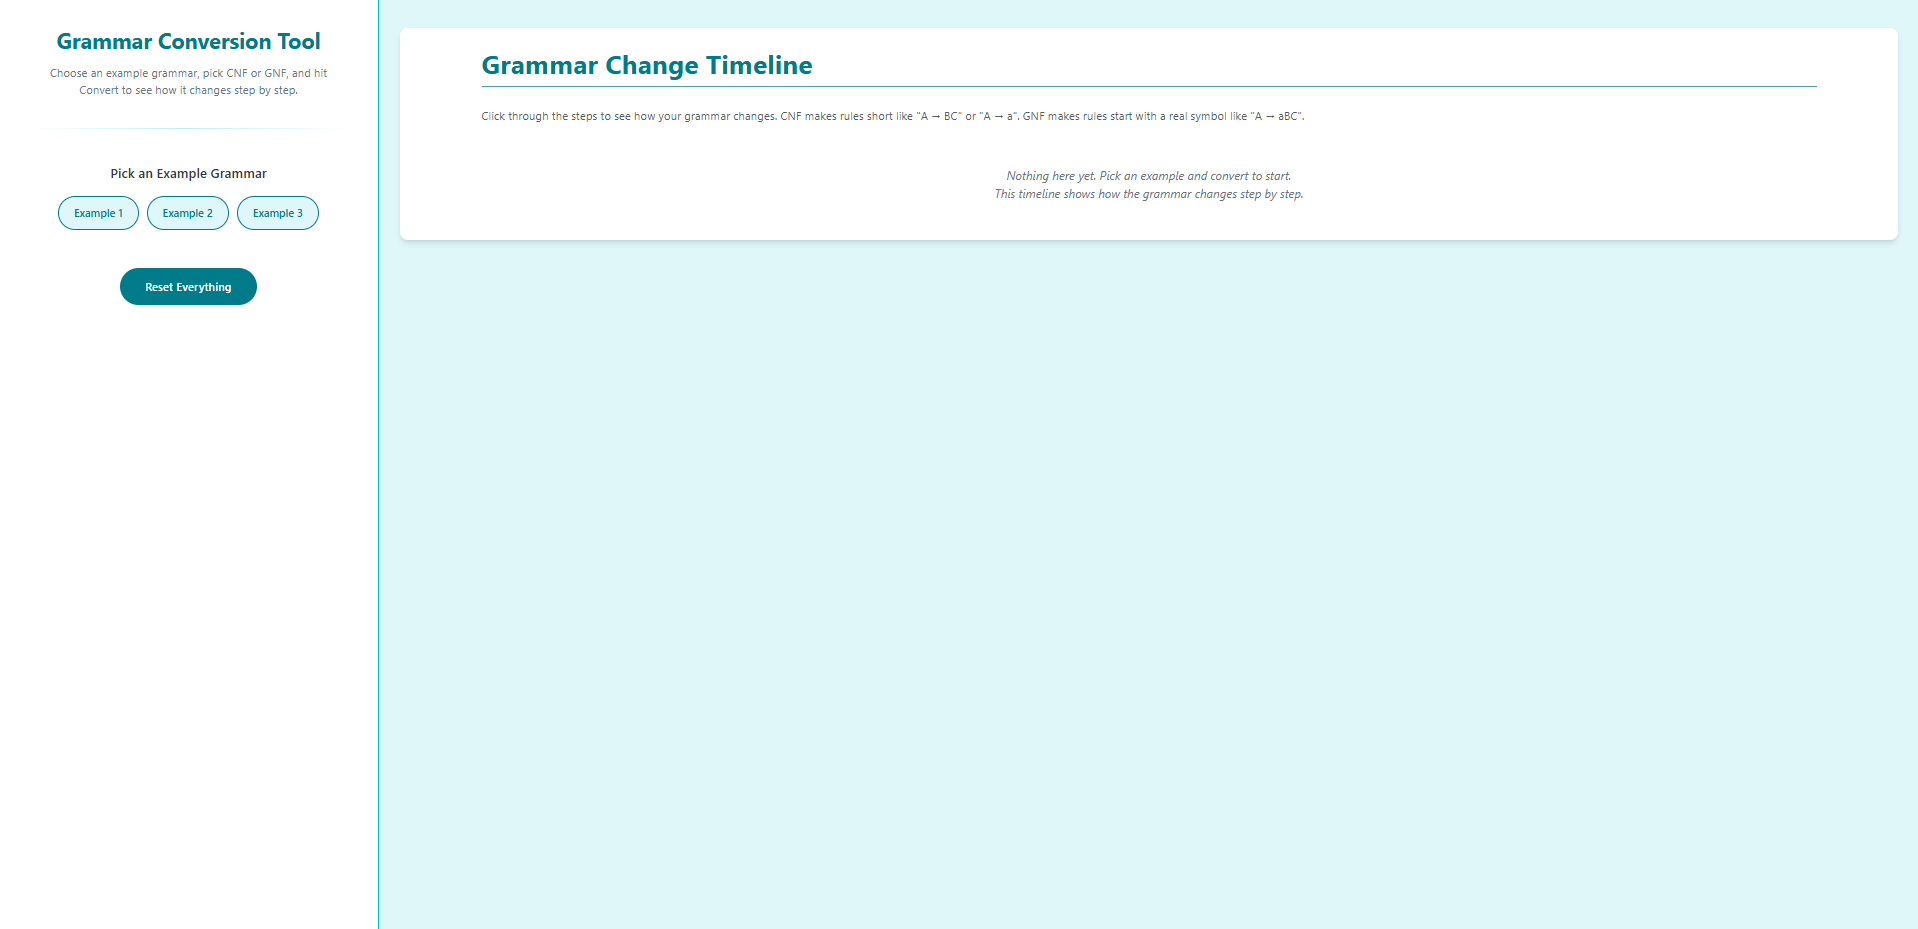 Grammar Conversion Tool
Choose an example grammar, pick CNF or GNF, and hit
Convert to see how it changes step by step.
Pick an Example Grammar
Example 1
Example 2
Example 3
Reset Everything
Grammar Change Timeline
Click through the steps to see how your grammar changes. CNF makes rules short like "A → BC" or "A → a". GNF makes rules start with a real symbol like "A → aBC".
Nothing here yet. Pick an example and convert to start.
This timeline shows how the grammar changes step by step.